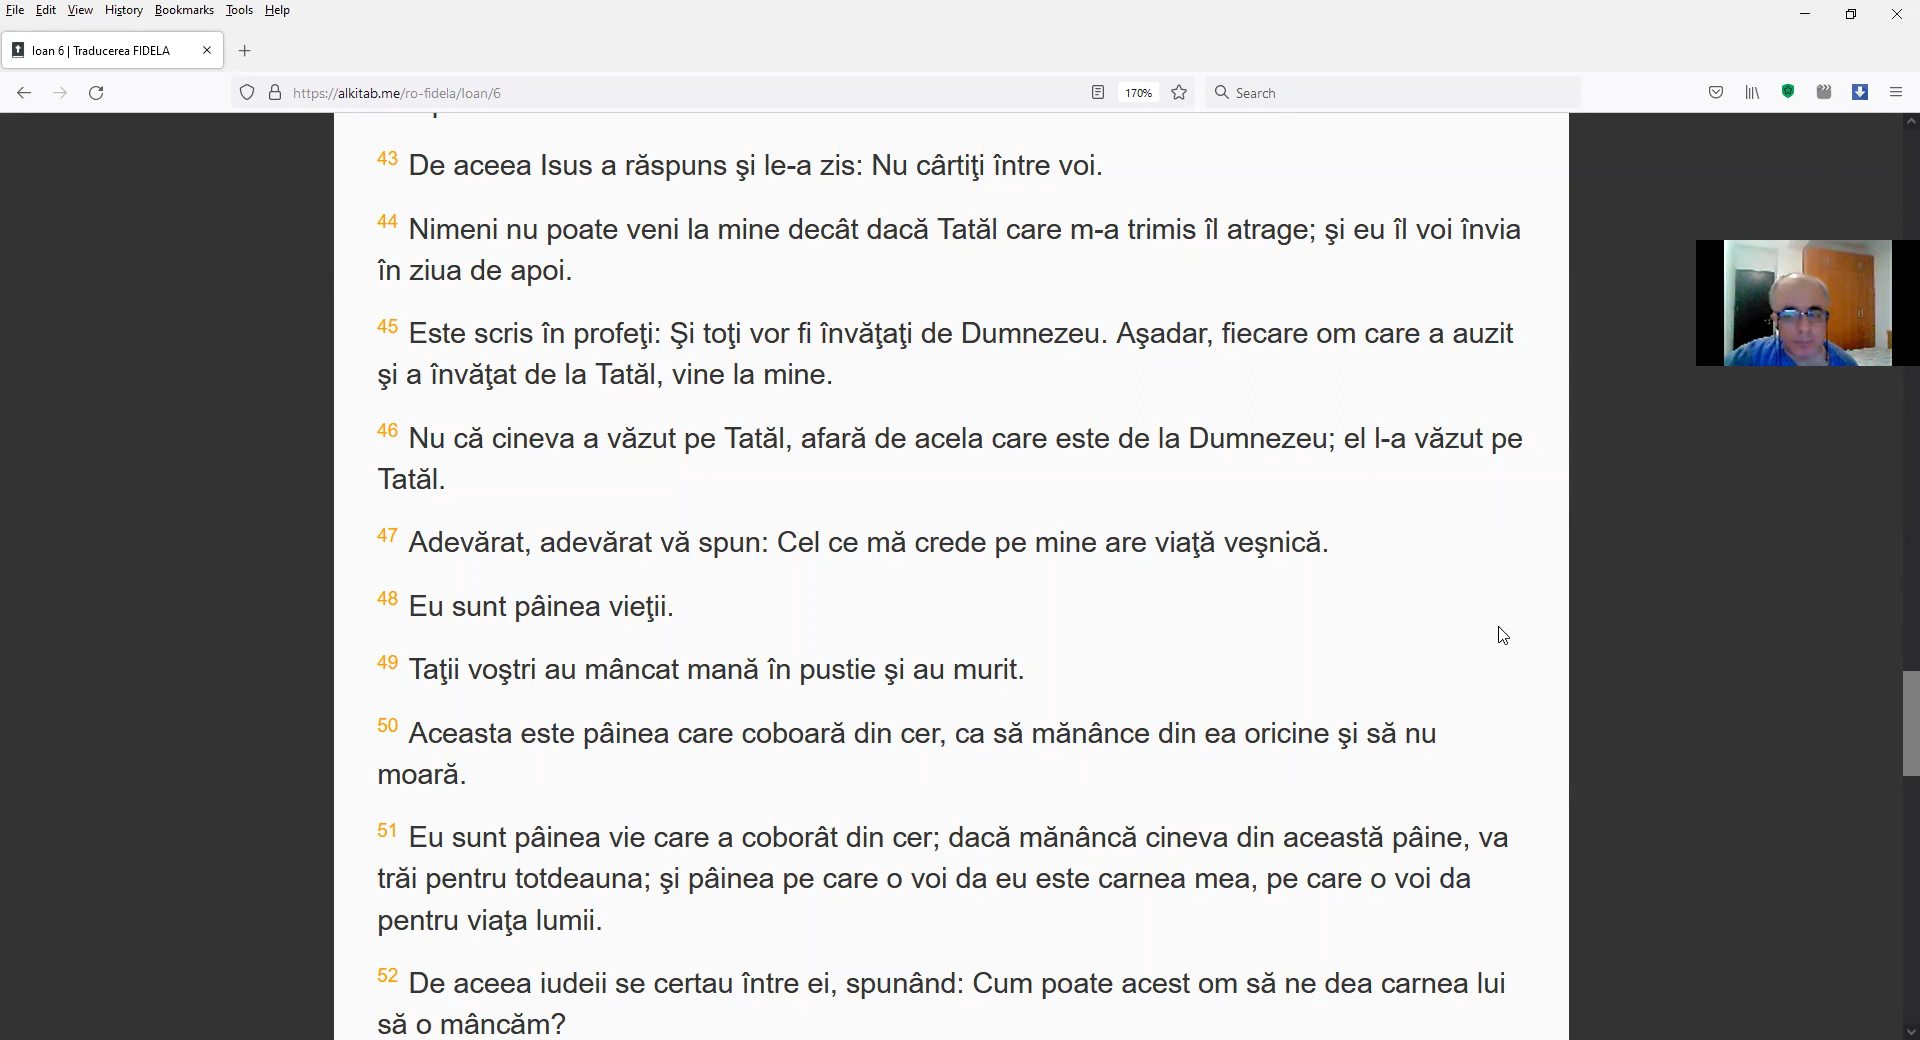 File Edit View History Bookmarks Tools Help
Ioan 6 | Traducerea FIDELA
https://alkitab.me/ro-fidela/Ioan/6
170%
Search
43 De aceea Isus a răspuns şi le-a zis: Nu cârtiţi între voi.
44 Nimeni nu poate veni la mine decât dacă Tatăl care m-a trimis îl atrage; şi eu îl voi învia
în ziua de apoi.
45 Este scris în profeţi: Şi toţi vor fi învăţaţi de Dumnezeu. Aşadar, fiecare om care a auzit
şi a învăţat de la Tatăl, vine la mine.
46 Nu că cineva a văzut pe Tatăl, afară de acela care este de la Dumnezeu; el l-a văzut pe
Tatăl.
47 Adevărat, adevărat vă spun: Cel ce mă crede pe mine are viaţă veşnică.
48 Eu sunt pâinea vieţii.
49 Taţii voştri au mâncat mană în pustie şi au murit.
50 Aceasta este pâinea care coboară din cer, ca să mănânce din ea oricine şi să nu
moară.
51 Eu sunt pâinea vie care a coborât din cer; dacă mănâncă cineva din această pâine, va
trăi pentru totdeauna; şi pâinea pe care o voi da eu este carnea mea, pe care o voi da
pentru viaţa lumii.
52 De aceea iudeii se certau între ei, spunând: Cum poate acest om să ne dea carnea lui
să o mâncăm?